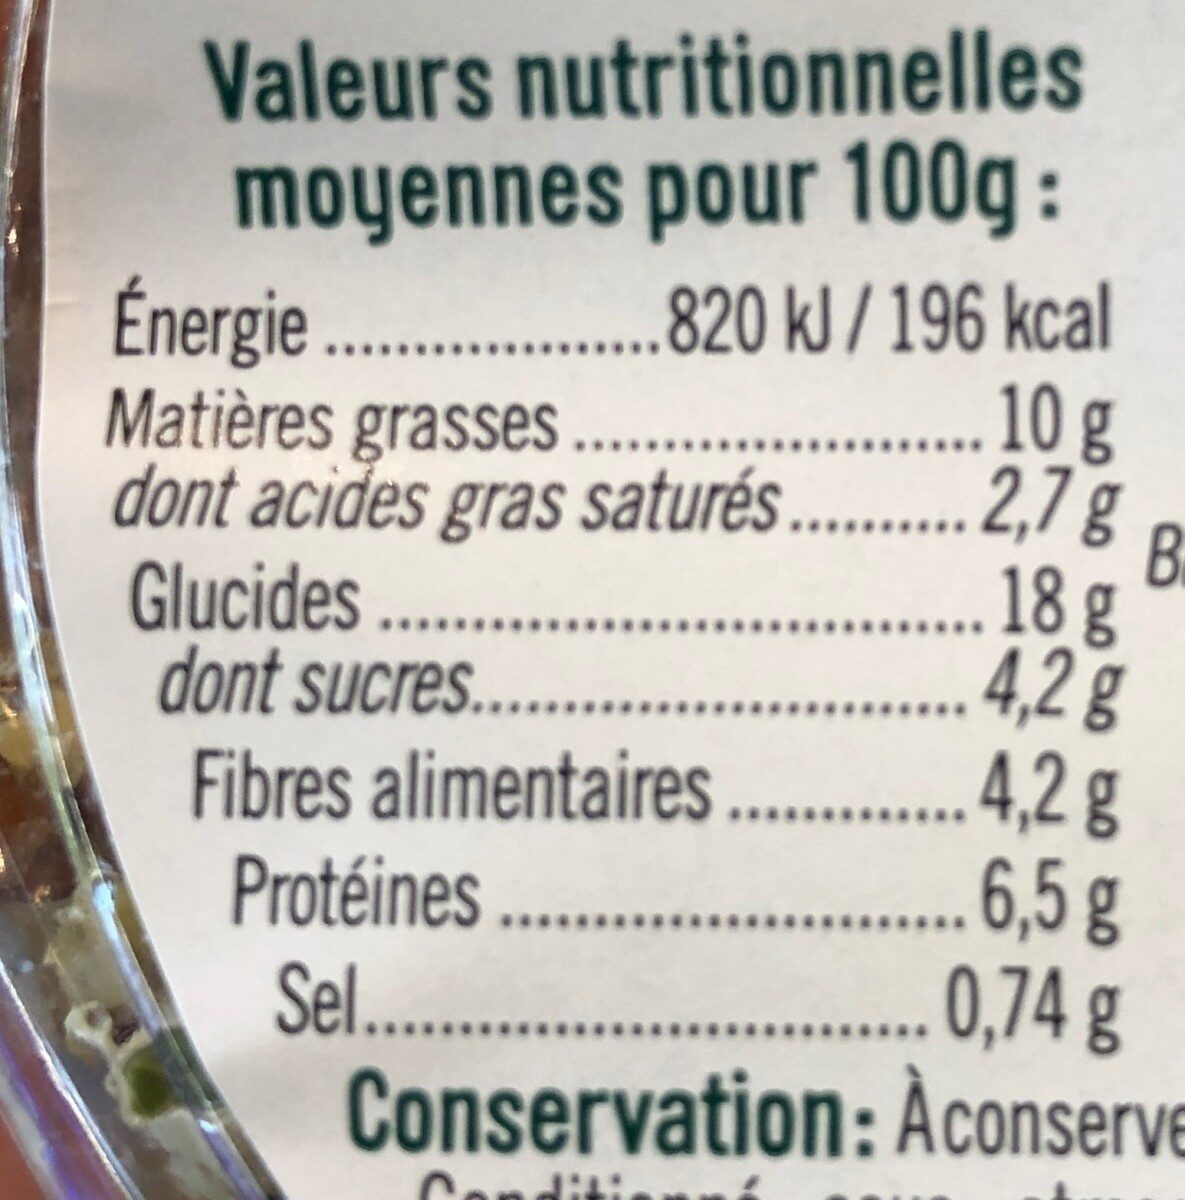 Valeurs nutritionnelles
moyennes pour 100g :
Énergie ................... 820 kJ / 196 kcal
Matières grasses ....................... 10 g
dont acides gras saturés .......... 2,7 g
Glucides .................................. 18 g
dont sucres ............................ 4,2 g
Fibres alimentaires ............. 4,2 g
Protéines .......................... 6,5 g
Sel ............................... 0,74 g
Conservation: À conserve